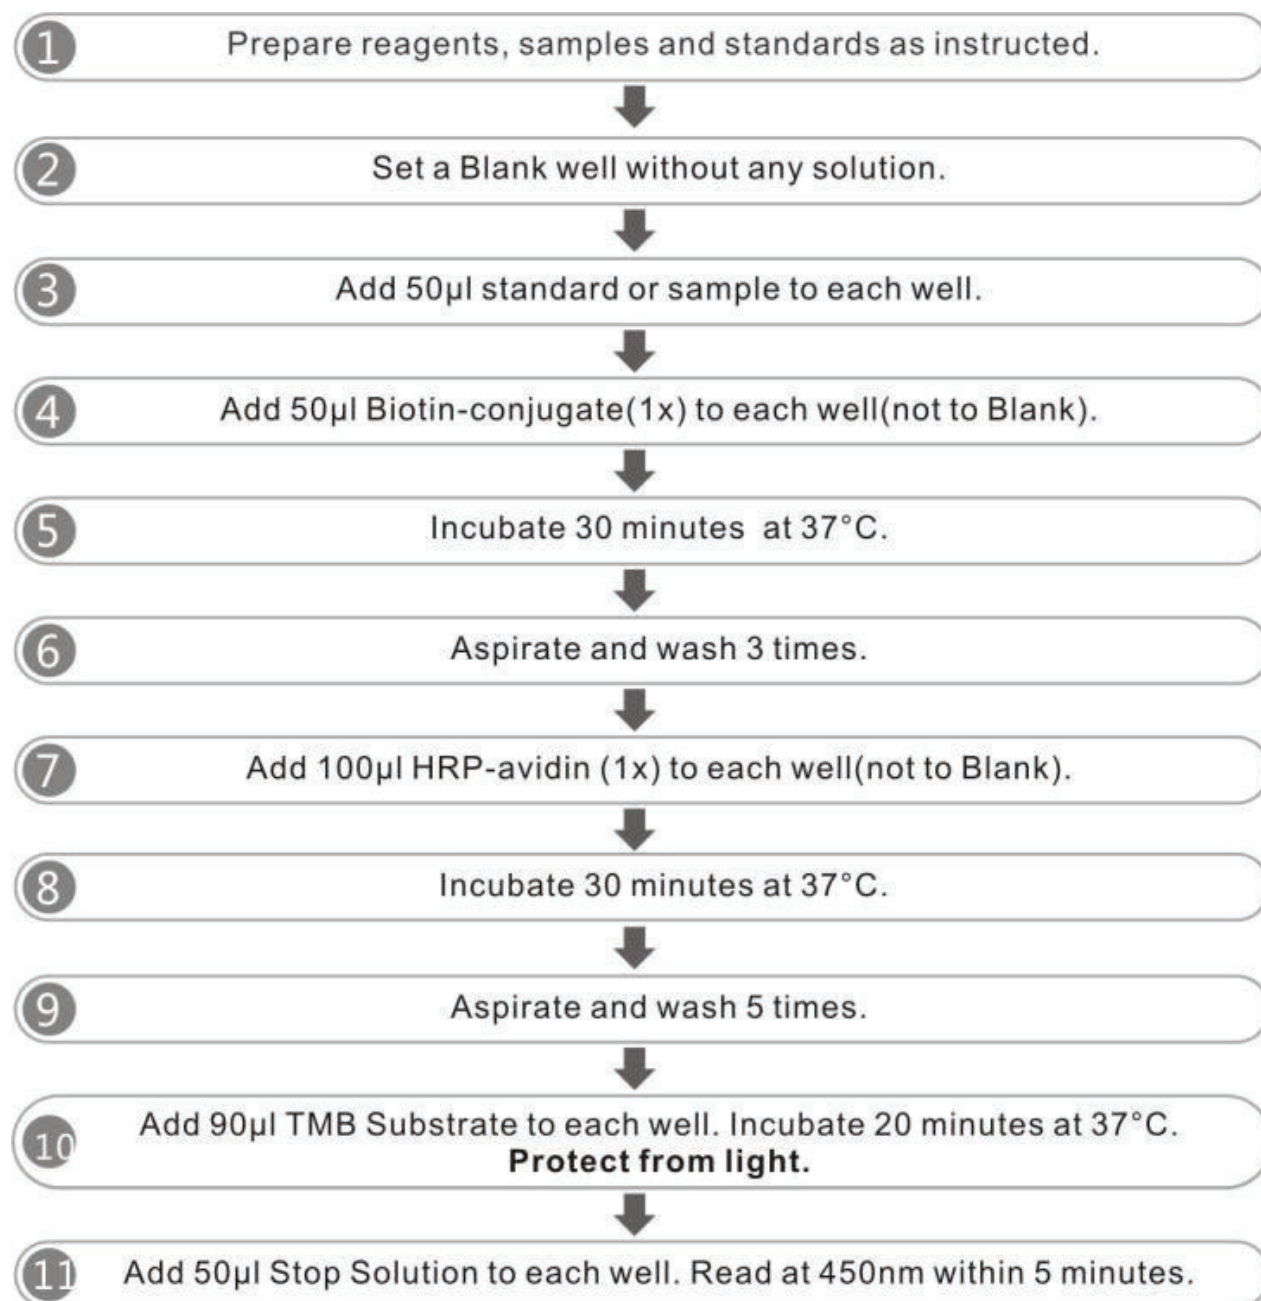 1 Prepare reagents, samples and standards as instructed.
2 Set a Blank well without any solution.
3 Add 50µl standard or sample to each well.
4 Add 50µl Biotin-conjugate(1x) to each well(not to Blank).
5 Incubate 30 minutes at 37°C.
6 Aspirate and wash 3 times.
7 Add 100µl HRP-avidin (1x) to each well(not to Blank).
8 Incubate 30 minutes at 37°C.
9 Aspirate and wash 5 times.
10 Add 90µl TMB Substrate to each well. Incubate 20 minutes at 37°C.
Protect from light.
11 Add 50µl Stop Solution to each well. Read at 450nm within 5 minutes.